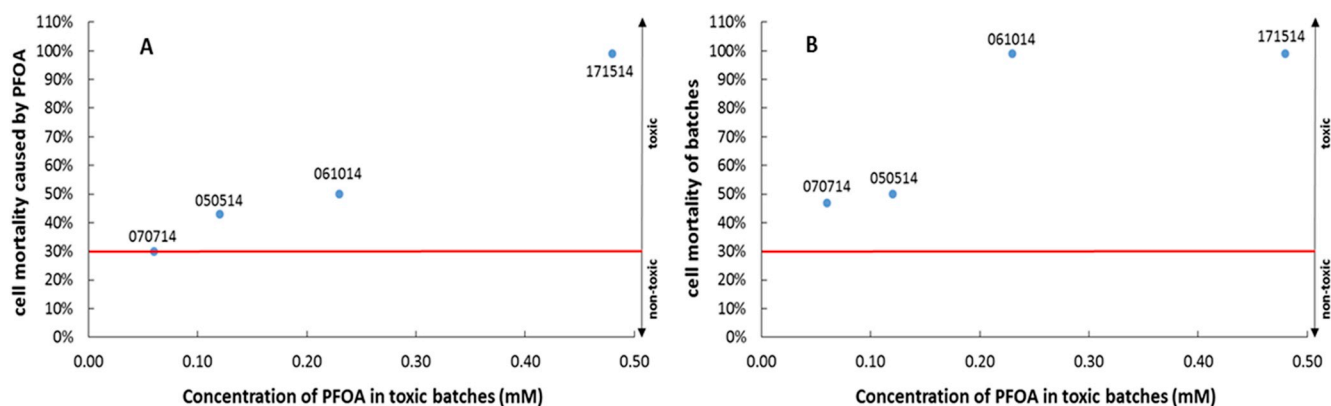 A
cell mortality caused by PFOA
110%
100%
90%
80%
70%
60%
50%
40%
30%
20%
10%
0%
070714
050514
061014
171514
toxic
non-toxic
0.00 0.10 0.20 0.30 0.40 0.50
Concentration of PFOA in toxic batches (mM)
B
cell mortality of batches
110%
100%
90%
80%
70%
60%
50%
40%
30%
20%
10%
0%
070714
050514
061014
171514
toxic
non-toxic
0.00 0.10 0.20 0.30 0.40 0.50
Concentration of PFOA in toxic batches (mM)